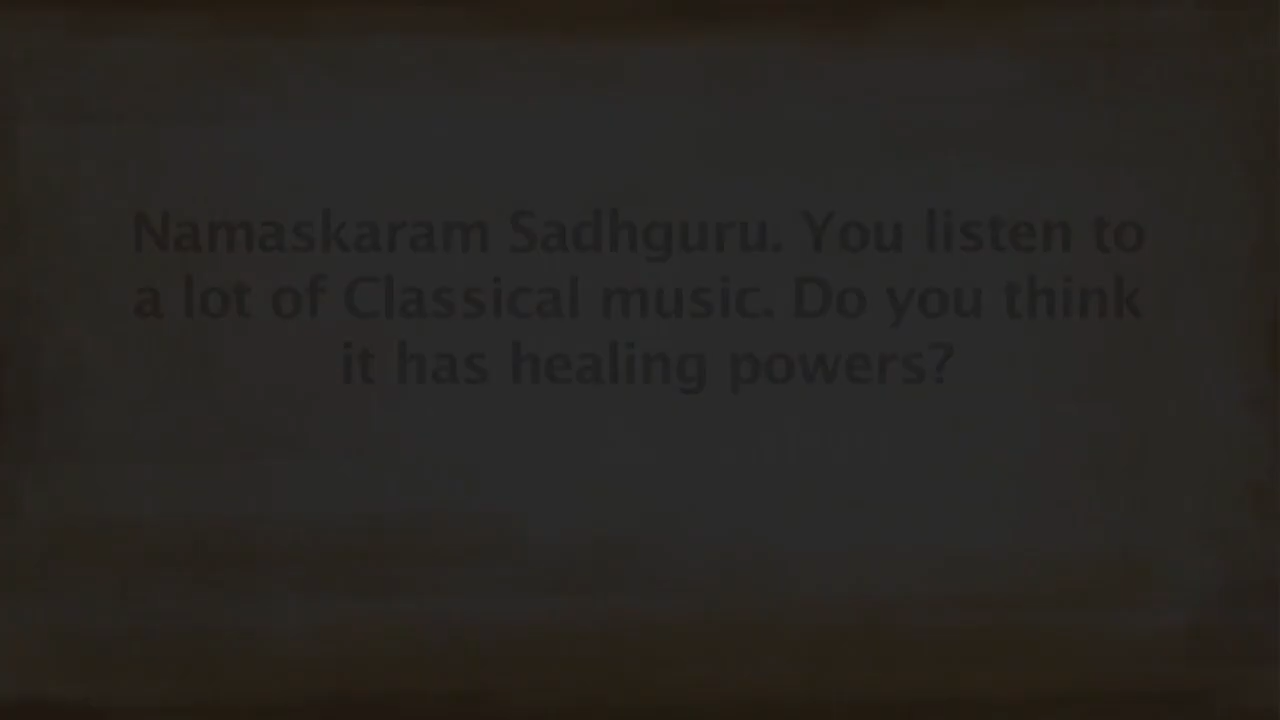 Namaskaram Sadhguru. You listen to
a lot of Classical music. Do you think
it has healing powers?